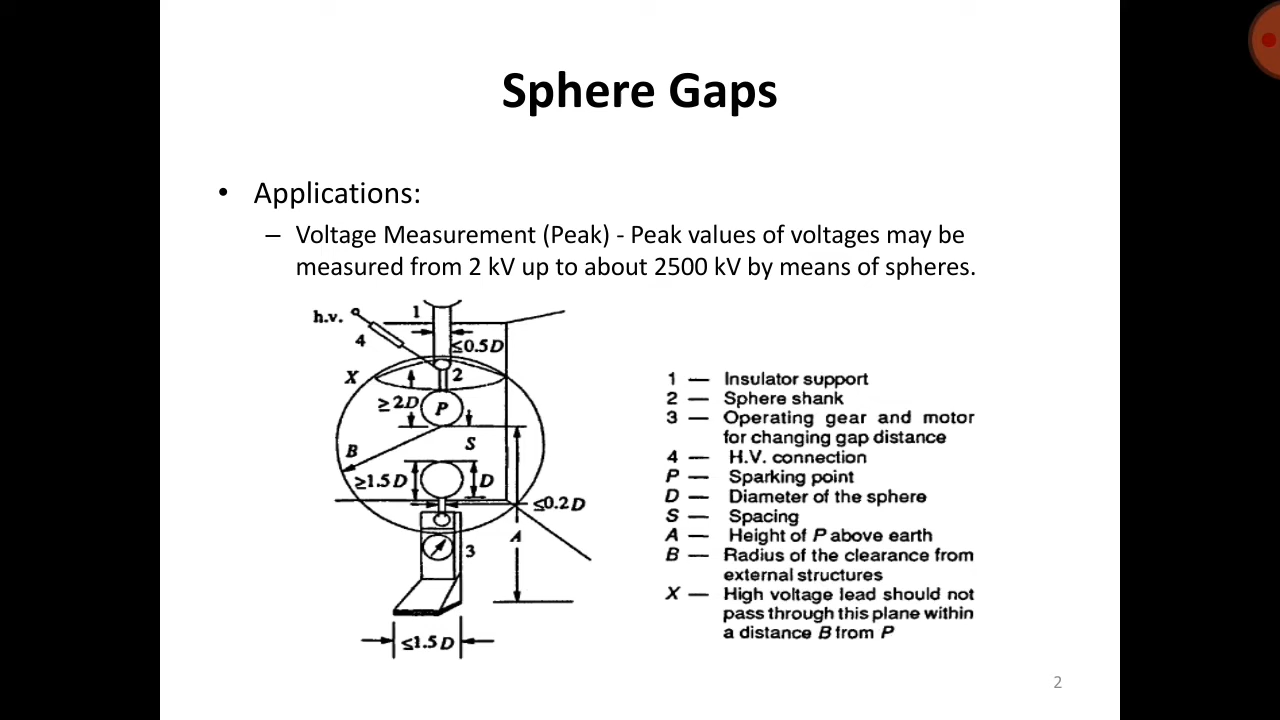 Sphere Gaps
• Applications:
– Voltage Measurement (Peak) - Peak values of voltages may be
measured from 2 kV up to about 2500 kV by means of spheres.
h.v.
1
4
≤0.5D
X
2
≥2D
P
S
B
≥1.5D
D
≤0.2D
A
3
≤1.5D
1 — Insulator support
2 — Sphere shank
3 — Operating gear and motor
for changing gap distance
4 — H.V. connection
P — Sparking point
D — Diameter of the sphere
S — Spacing
A — Height of P above earth
B — Radius of the clearance from
external structures
X — High voltage lead should not
pass through this plane within
a distance B from P
2